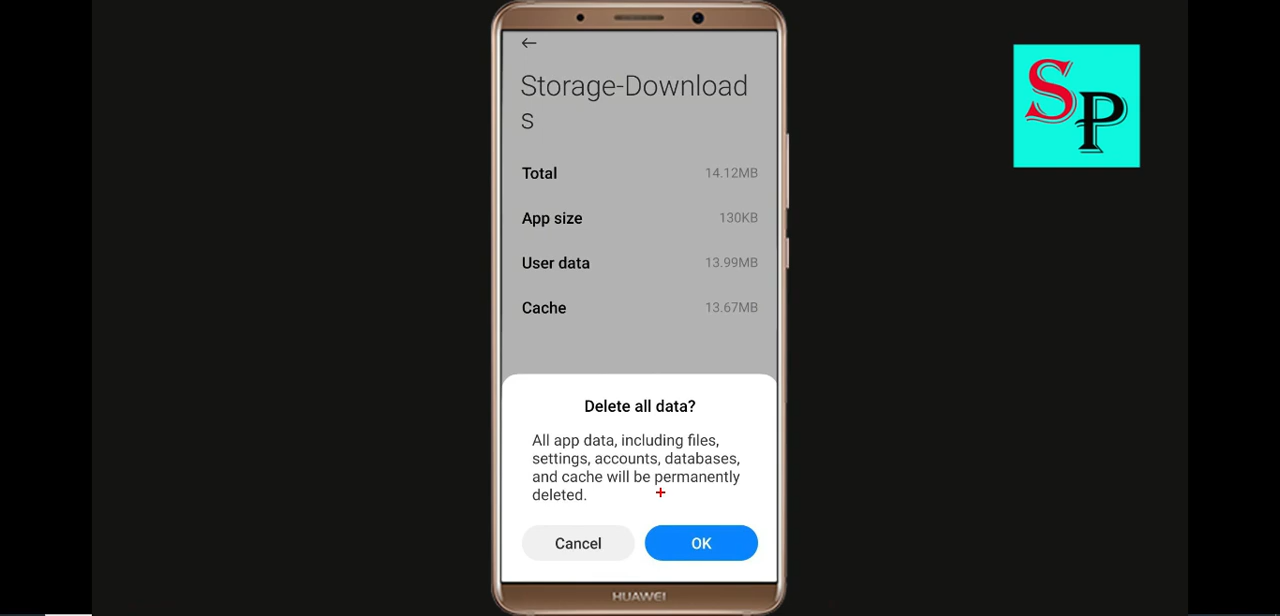 Storage-Download
s
Total 14.12MB
App size 130KB
User data 13.99MB
Cache 13.67MB
Delete all data?
All app data, including files,
settings, accounts, databases,
and cache will be permanently
deleted.
Cancel OK
HUAWEI
SP